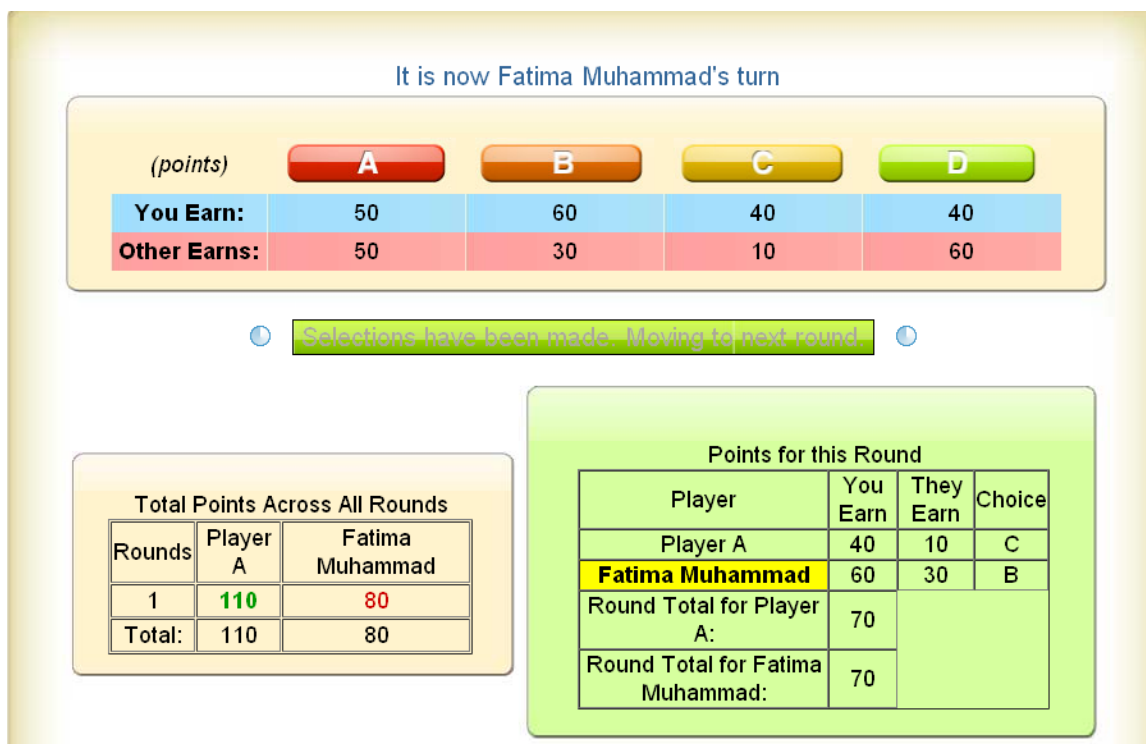 It is now Fatima Muhammad's turn
(points) A B C D
You Earn: 50 60 40 40
Other Earns: 50 30 10 60
Selections have been made. Moving to next round.
Total Points Across All Rounds
Rounds Player A Fatima Muhammad
1 110 80
Total: 110 80
Points for this Round
Player You Earn They Earn Choice
Player A 40 10 C
Fatima Muhammad 60 30 B
Round Total for Player A: 70
Round Total for Fatima Muhammad: 70